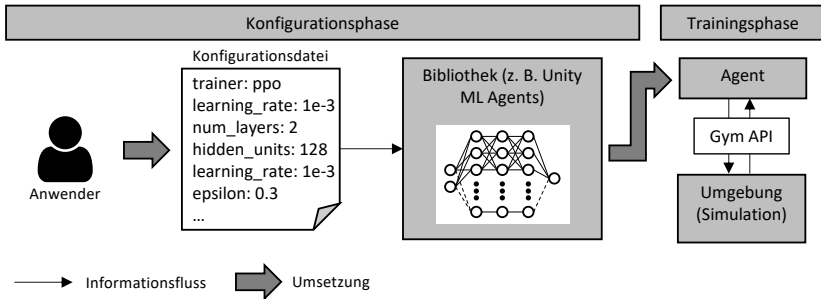 Konfigurationsphase
Trainingsphase
Konfigurationsdatei
trainer: ppo
learning_rate: 1e-3
num_layers: 2
hidden_units: 128
learning_rate: 1e-3
epsilon: 0.3
...
Anwender
Bibliothek (z. B. Unity
ML Agents)
Agent
Gym API
Umgebung
(Simulation)
Informationsfluss
Umsetzung